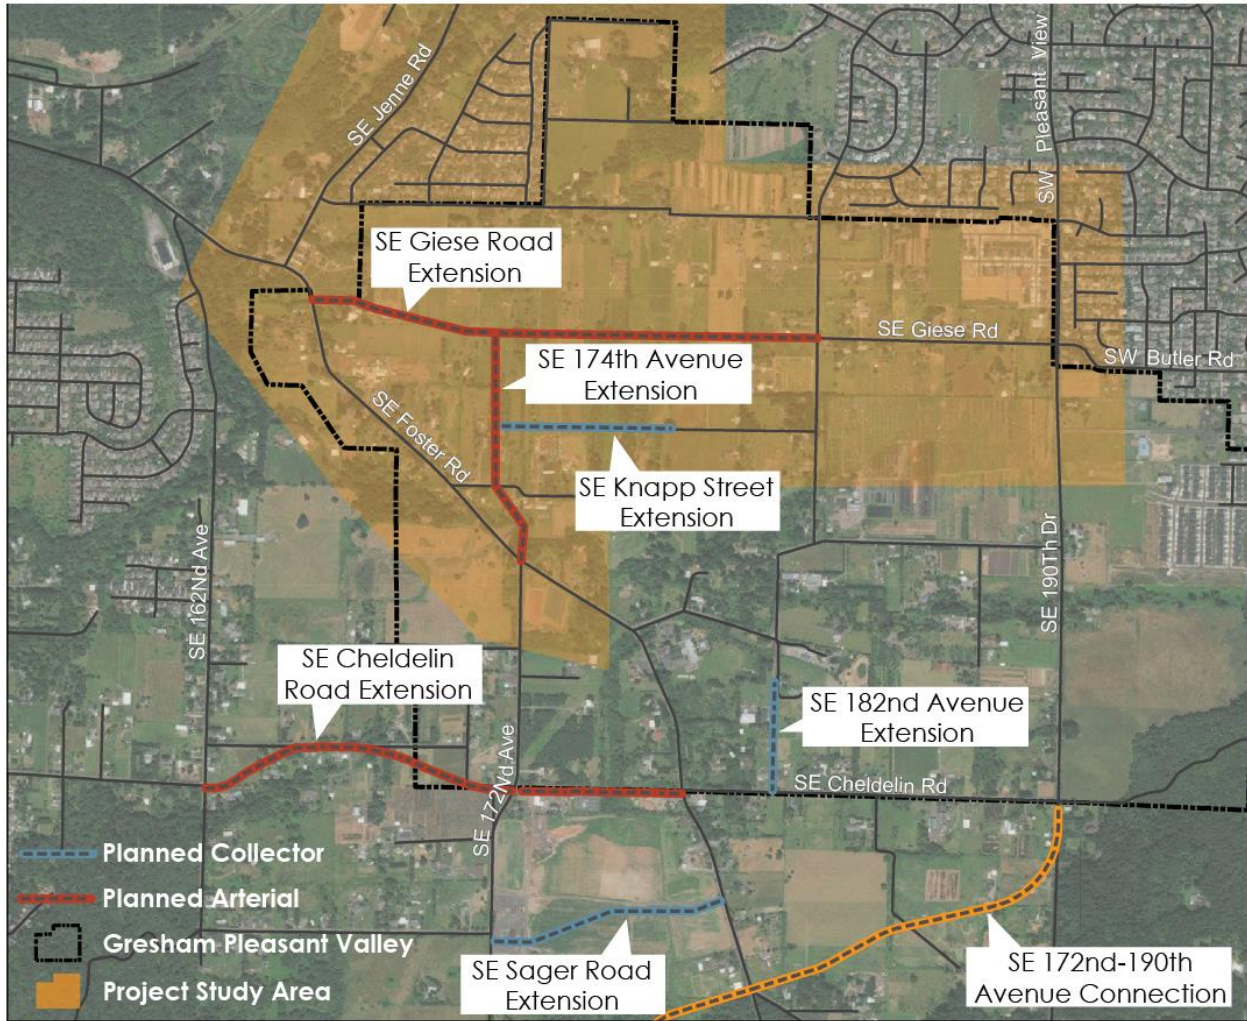 SE Jenne Rd
SW Pleasant View
SE Giese Road
Extension
SE Giese Rd
SW Butler Rd
SE 174th Avenue
Extension
SE Foster Rd
SE Knapp Street
Extension
SE 162Nd Ave
SE 190Th Dr
SE Cheldelin
Road Extension
SE 182nd Avenue
Extension
SE 172Nd Ave
SE Cheldelin Rd
Planned Collector
Planned Arterial
Gresham Pleasant Valley
Project Study Area
SE Sager Road
Extension
SE 172nd-190th
Avenue Connection